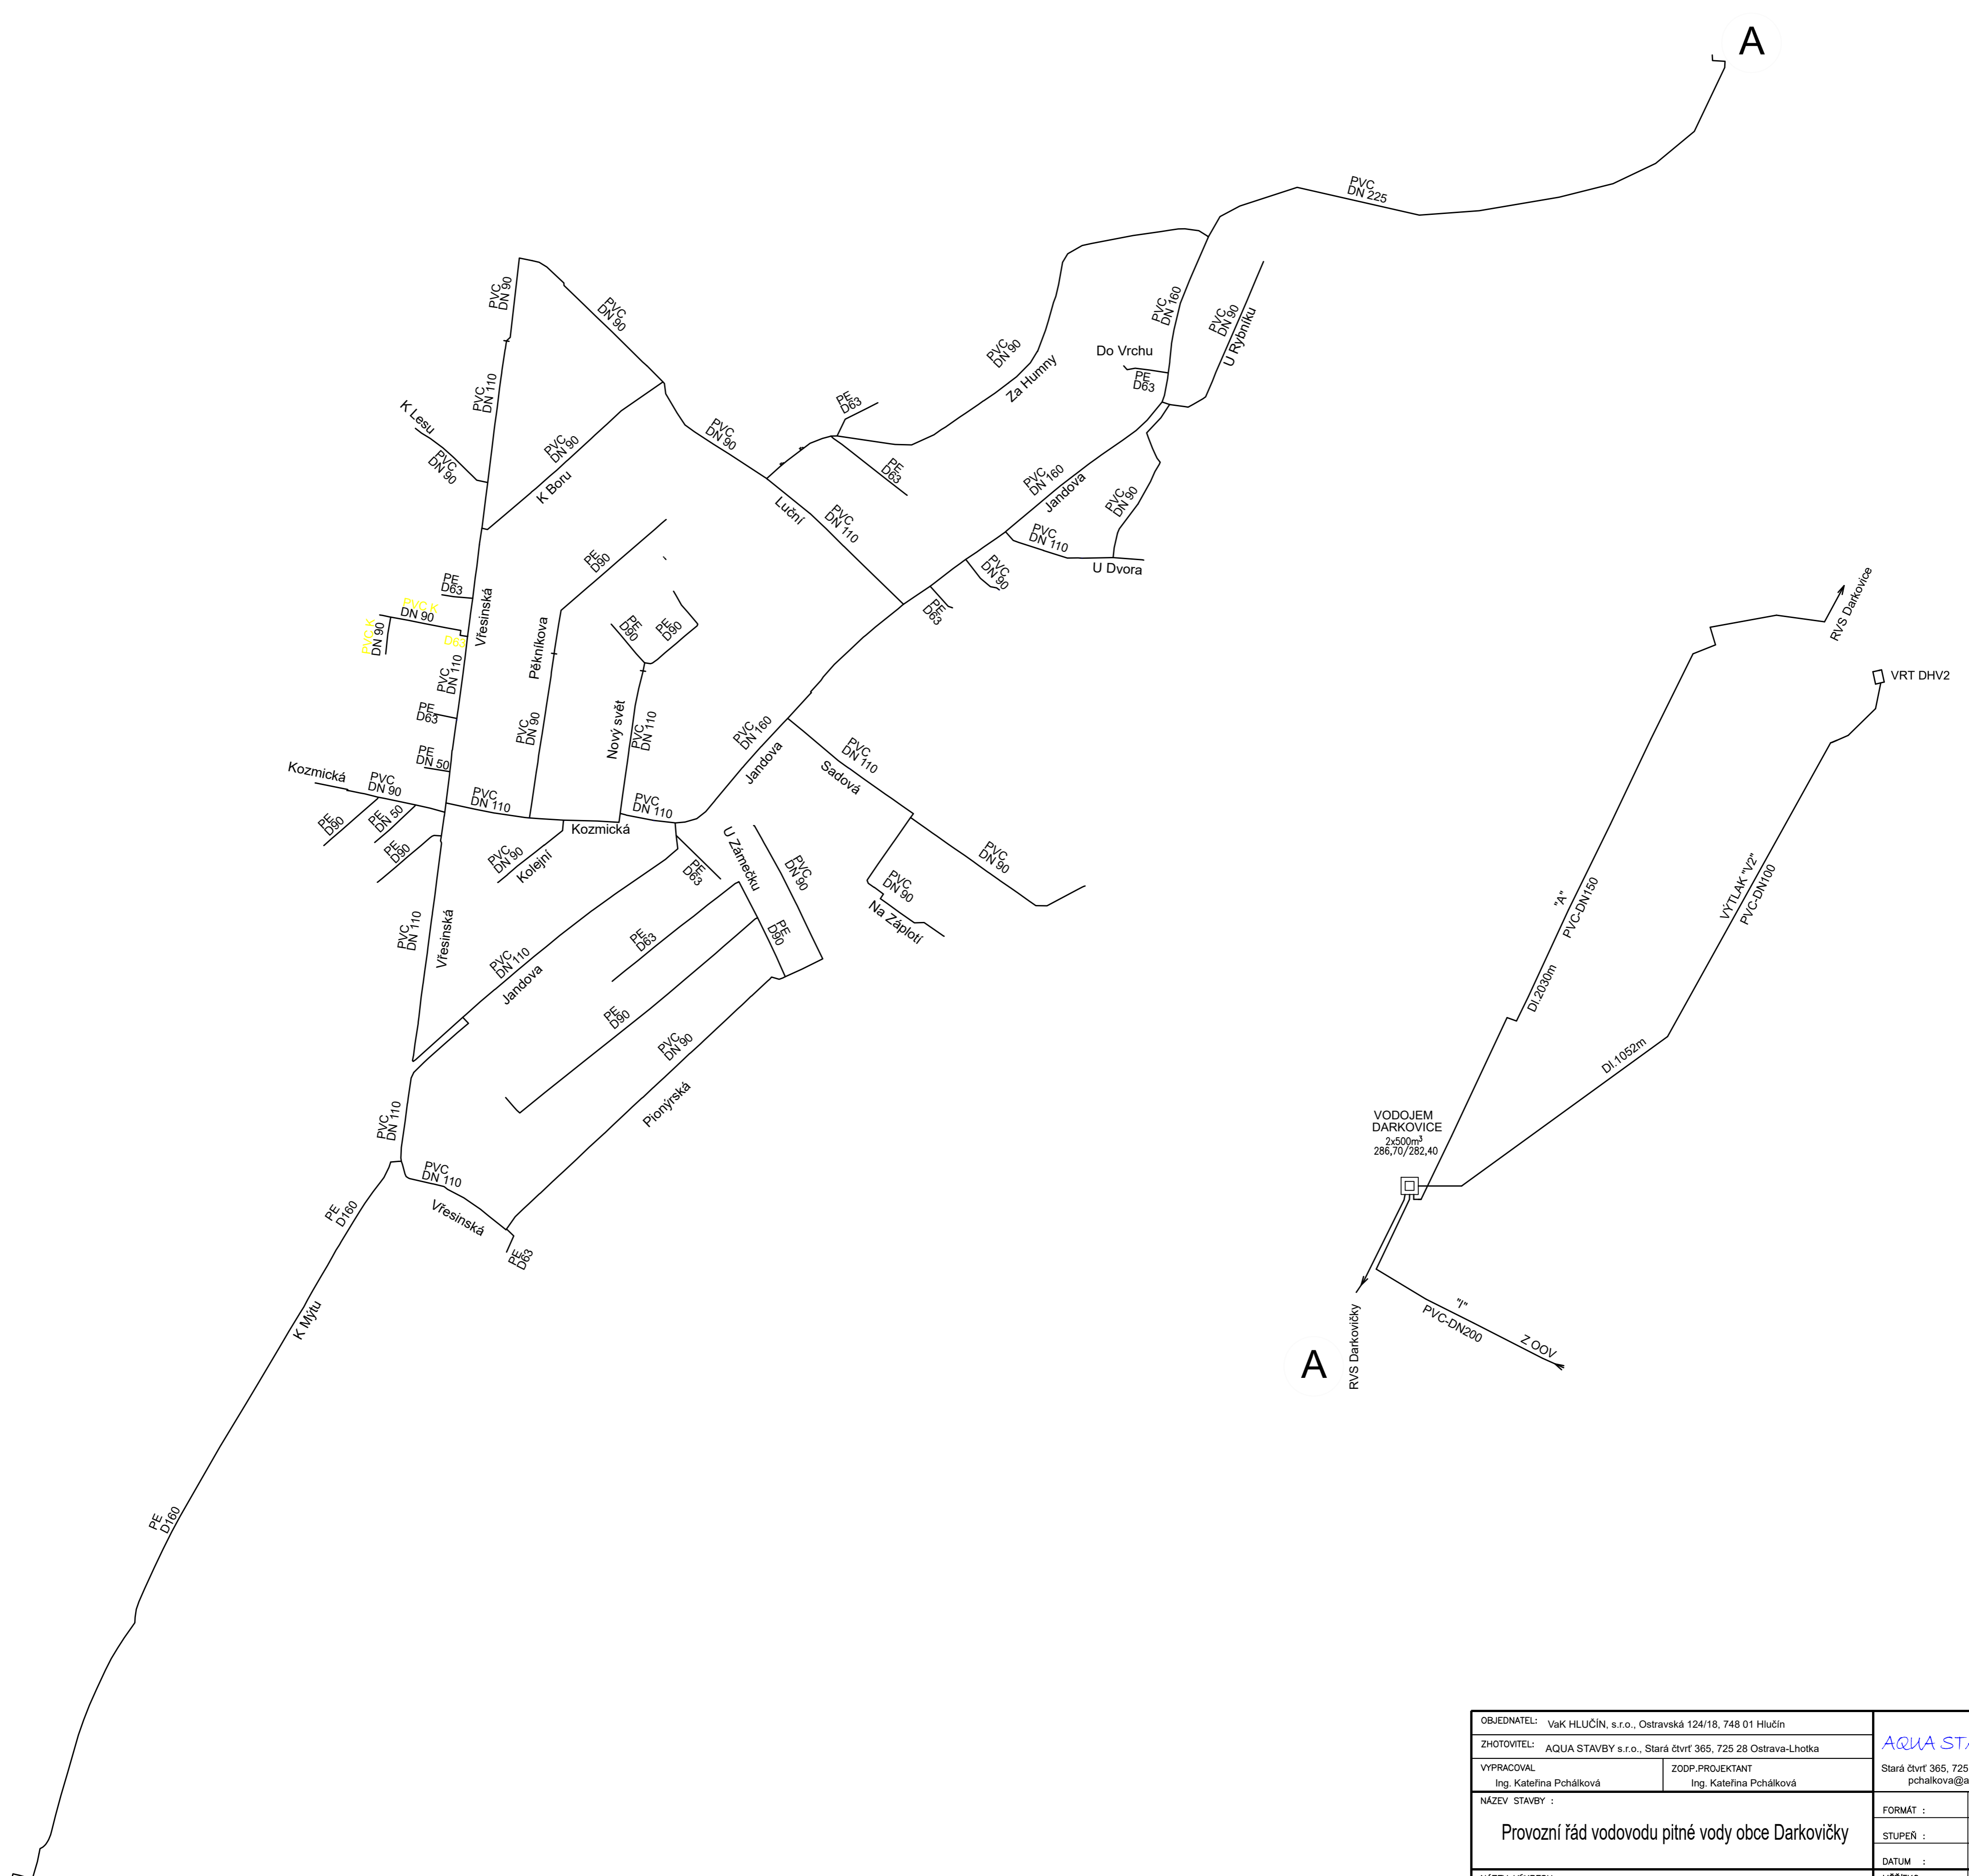 A
PVC
DN 225
PVC
DN 90
PVC
DN 90
PVC
DN 160
PVC
DN 90
U Rybníku
Do Vrchu
PE
D63
PVC
DN 90
Za Humny
PE
D63
PE
D63
PVC
DN 110
K Lesu
PVC
DN 90
PVC
DN 90
K Boru
PVC
DN 90
Luční
PVC
DN 110
PVC
DN 160
Jandova
PVC
DN 90
PVC
DN 110
U Dvora
PVC
DN 90
PE
D63
PE
D90
PE
D63
PVC K
DN 90
PVC K
DN 90
D63
Vřesinská
PVC
DN 110
Pěkníkova
PE
D90
PE
D90
PE
D63
PVC
DN 90
Nový svět
PVC
DN 110
PE
DN 50
Kozmická
PVC
DN 90
PVC
DN 110
PVC
DN 110
Kozmická
PVC
DN 160
Jandova
PVC
DN 110
Sadová
PE
D90
PE
DN 50
PE
D90
PVC
DN 90
Kolejní
PE
D63
U Zámečku
PVC
DN 90
PVC
DN 90
PVC
DN 90
Na Záplotí
PVC
DN 110
Vřesinská
PE
D63
PE
D90
PVC
DN 110
Jandova
PE
D90
PVC
DN 90
Pionýrská
PVC
DN 110
PVC
DN 110
Vřesinská
PE
D63
PE
D160
K Mýtu
PE
D160
RVS Darkovice
VRT DHV2
"A"
PVC-DN150
Dl.2030m
VÝTLAK "V2"
PVC-DN100
Dl.1052m
VODOJEM
DARKOVICE
2x500m³
286,70/282,40
"I"
PVC-DN200
Z OOV
RVS Darkovičky
A
OBJEDNATEL: VaK HLUČÍN, s.r.o., Ostravská 124/18, 748 01 Hlučín
ZHOTOVITEL: AQUA STAVBY s.r.o., Stará čtvrť 365, 725 28 Ostrava-Lhotka
VYPRACOVAL
Ing. Kateřina Pchálková
ZODP.PROJEKTANT
Ing. Kateřina Pchálková
AQUA STA
Stará čtvrť 365, 725
pchalkova@a
NÁZEV STAVBY :
Provozní řád vodovodu pitné vody obce Darkovičky
FORMÁT :
STUPEŇ :
DATUM :